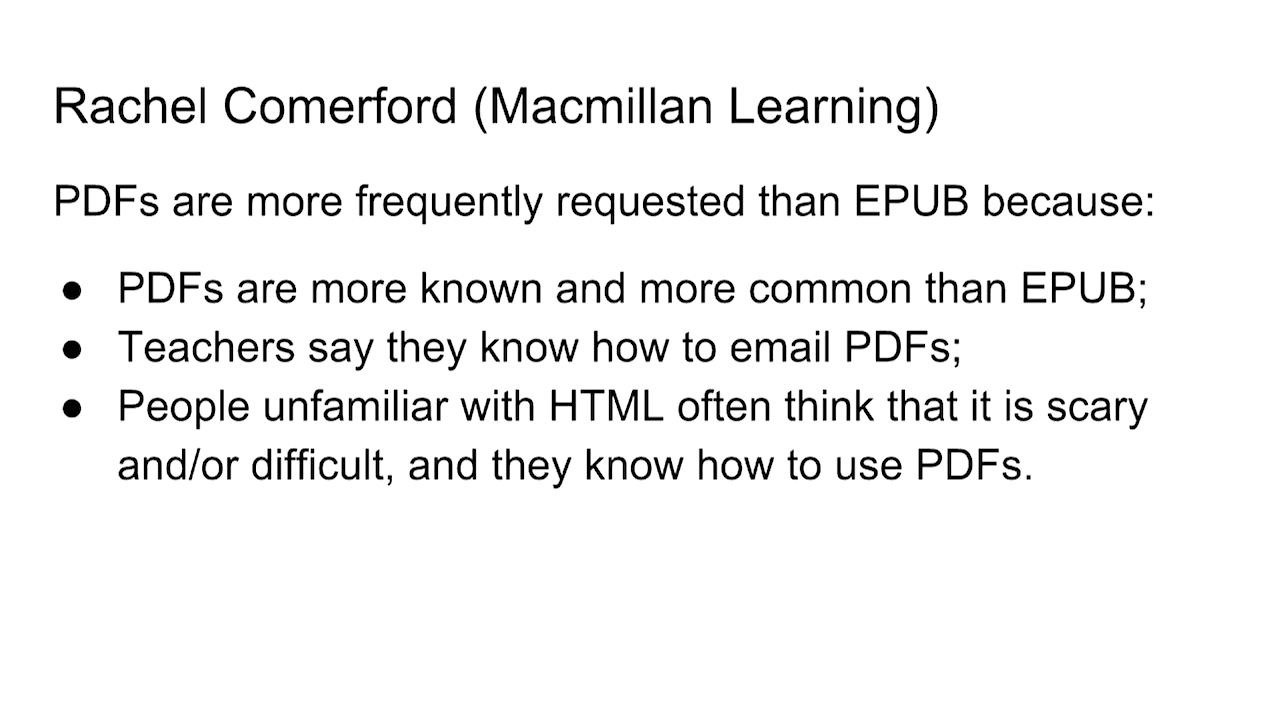 Rachel Comerford (Macmillan Learning)
PDFs are more frequently requested than EPUB because:
● PDFs are more known and more common than EPUB;
● Teachers say they know how to email PDFs;
● People unfamiliar with HTML often think that it is scary
and/or difficult, and they know how to use PDFs.